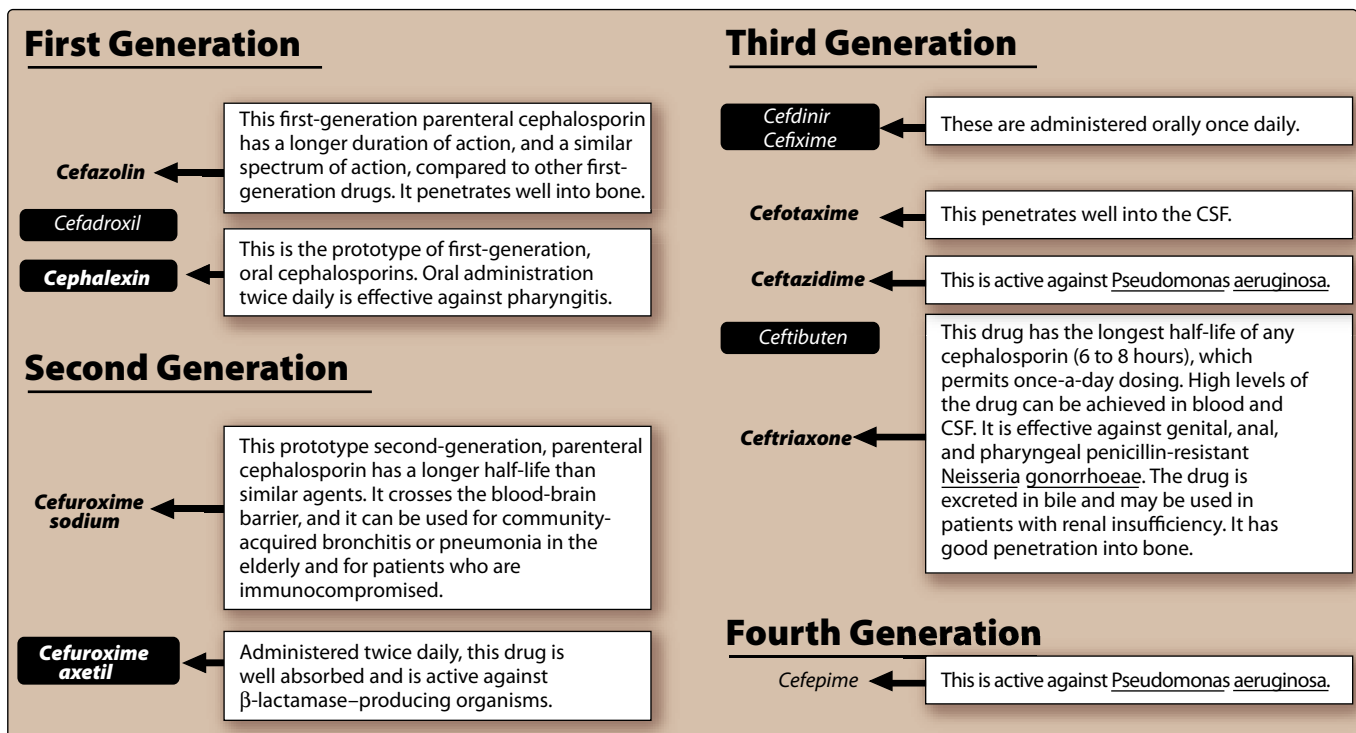 First Generation
Cefazolin
This first-generation parenteral cephalosporin
has a longer duration of action, and a similar
spectrum of action, compared to other first-
generation drugs. It penetrates well into bone.
Cefadroxil
Cephalexin
This is the prototype of first-generation,
oral cephalosporins. Oral administration
twice daily is effective against pharyngitis.
Second Generation
Cefuroxime
sodium
This prototype second-generation, parenteral
cephalosporin has a longer half-life than
similar agents. It crosses the blood-brain
barrier, and it can be used for community-
acquired bronchitis or pneumonia in the
elderly and for patients who are
immunocompromised.
Cefuroxime
axetil
Administered twice daily, this drug is
well absorbed and is active against
β-lactamase–producing organisms.
Third Generation
Cefdinir
Cefixime
These are administered orally once daily.
Cefotaxime
This penetrates well into the CSF.
Ceftazidime
This is active against Pseudomonas aeruginosa.
Ceftibuten
Ceftriaxone
This drug has the longest half-life of any
cephalosporin (6 to 8 hours), which
permits once-a-day dosing. High levels of
the drug can be achieved in blood and
CSF. It is effective against genital, anal,
and pharyngeal penicillin-resistant
Neisseria gonorrhoeae. The drug is
excreted in bile and may be used in
patients with renal insufficiency. It has
good penetration into bone.
Fourth Generation
Cefepime
This is active against Pseudomonas aeruginosa.